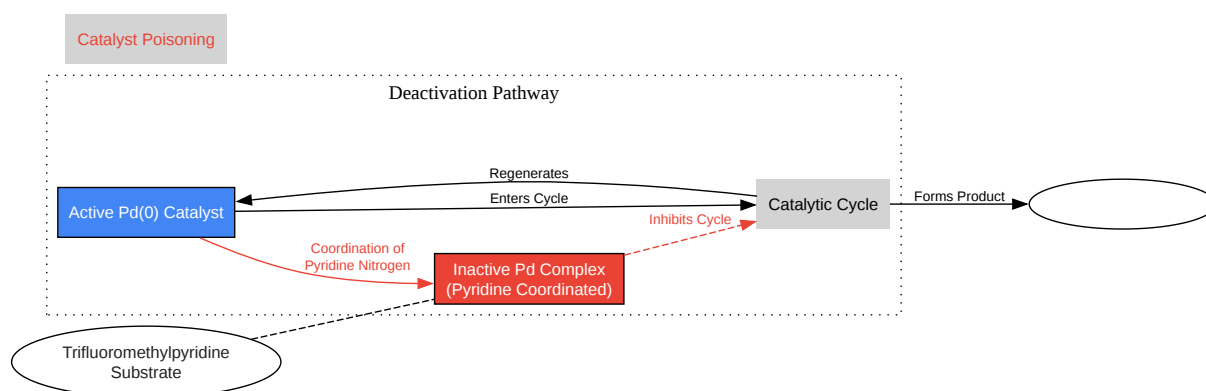 Catalyst Poisoning
Deactivation Pathway
Regenerates
Active Pd(0) Catalyst
Enters Cycle
Catalytic Cycle
Forms Product
Inhibits Cycle
Coordination of
Pyridine Nitrogen
Inactive Pd Complex
(Pyridine Coordinated)
Trifluoromethylpyridine
Substrate